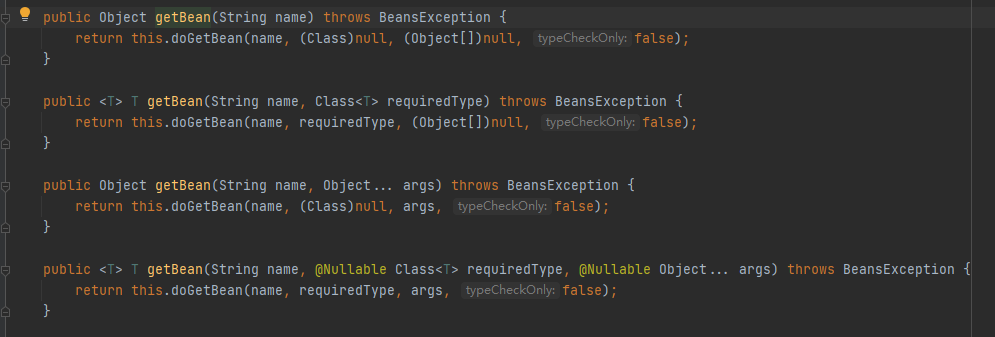 public Object getBean(String name) throws BeansException {
    return this.doGetBean(name, (Class)null, (Object[])null, typeCheckOnly: false);
}
public <T> T getBean(String name, Class<T> requiredType) throws BeansException {
    return this.doGetBean(name, requiredType, (Object[])null, typeCheckOnly: false);
}
public Object getBean(String name, Object... args) throws BeansException {
    return this.doGetBean(name, (Class)null, args, typeCheckOnly: false);
}
public <T> T getBean(String name, @Nullable Class<T> requiredType, @Nullable Object... args) throws BeansException {
    return this.doGetBean(name, requiredType, args, typeCheckOnly: false);
}